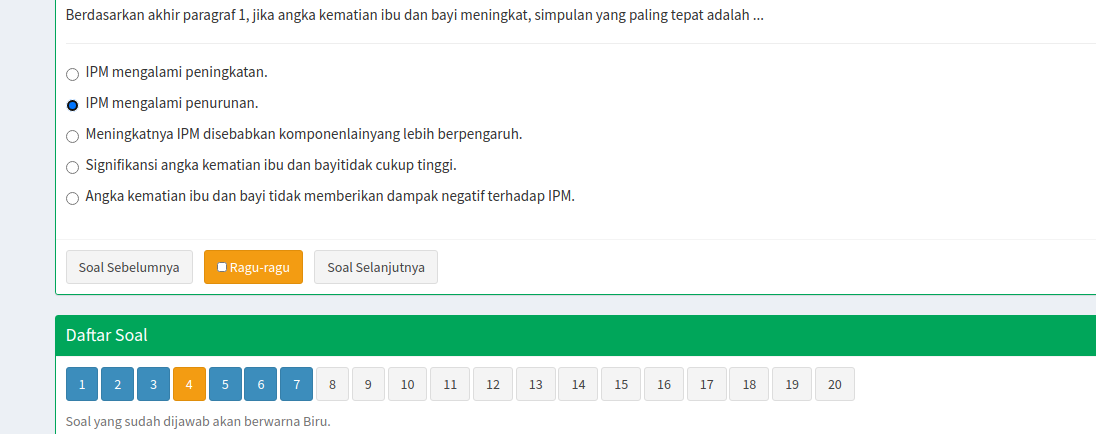 Berdasarkan akhir paragraf 1, jika angka kematian ibu dan bayi meningkat, simpulan yang paling tepat adalah ...
IPM mengalami peningkatan.
IPM mengalami penurunan.
Meningkatnya IPM disebabkan komponenlainyang lebih berpengaruh.
Signifikansi angka kematian ibu dan bayitidak cukup tinggi.
Angka kematian ibu dan bayi tidak memberikan dampak negatif terhadap IPM.
Soal Sebelumnya Ragu-ragu Soal Selanjutnya
Daftar Soal
1 2 3 4 5 6 7 8 9 10 11 12 13 14 15 16 17 18 19 20
Soal yang sudah dijawab akan berwarna Biru.